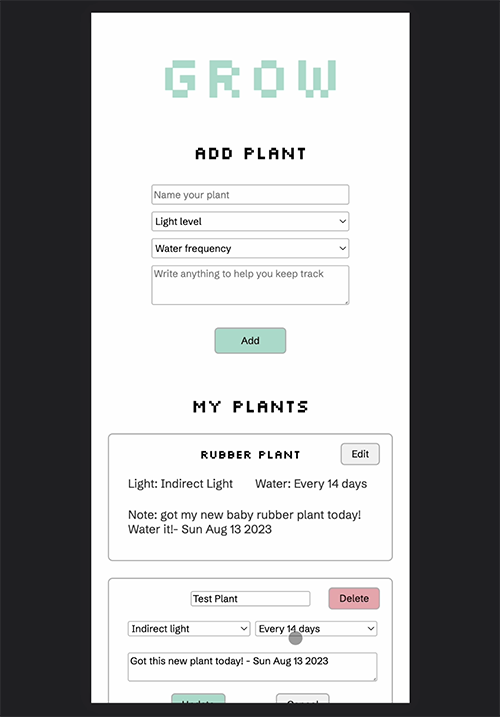 GROW
ADD PLANT
Name your plant
Light level
Water frequency
Write anything to help you keep track
Add
MY PLANTS
RUBBER PLANT
Edit
Light: Indirect Light
Water: Every 14 days
Note: got my new baby rubber plant today!
Water it!- Sun Aug 13 2023
Test Plant
Delete
Indirect light
Every 14 days
Got this new plant today! - Sun Aug 13 2023
Update
Cancel